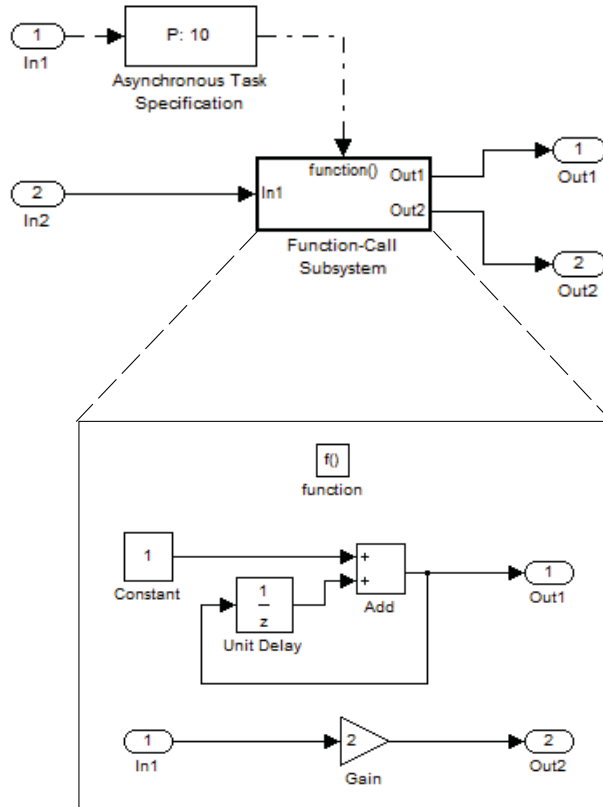 1
In1
P: 10
Asynchronous Task
Specification
2
In2
function()
In1
Out1
Out2
Function-Call
Subsystem
1
Out1
2
Out2
f()
function
1
Constant
1
z
Unit Delay
+
+
Add
1
Out1
1
In1
2
Gain
2
Out2